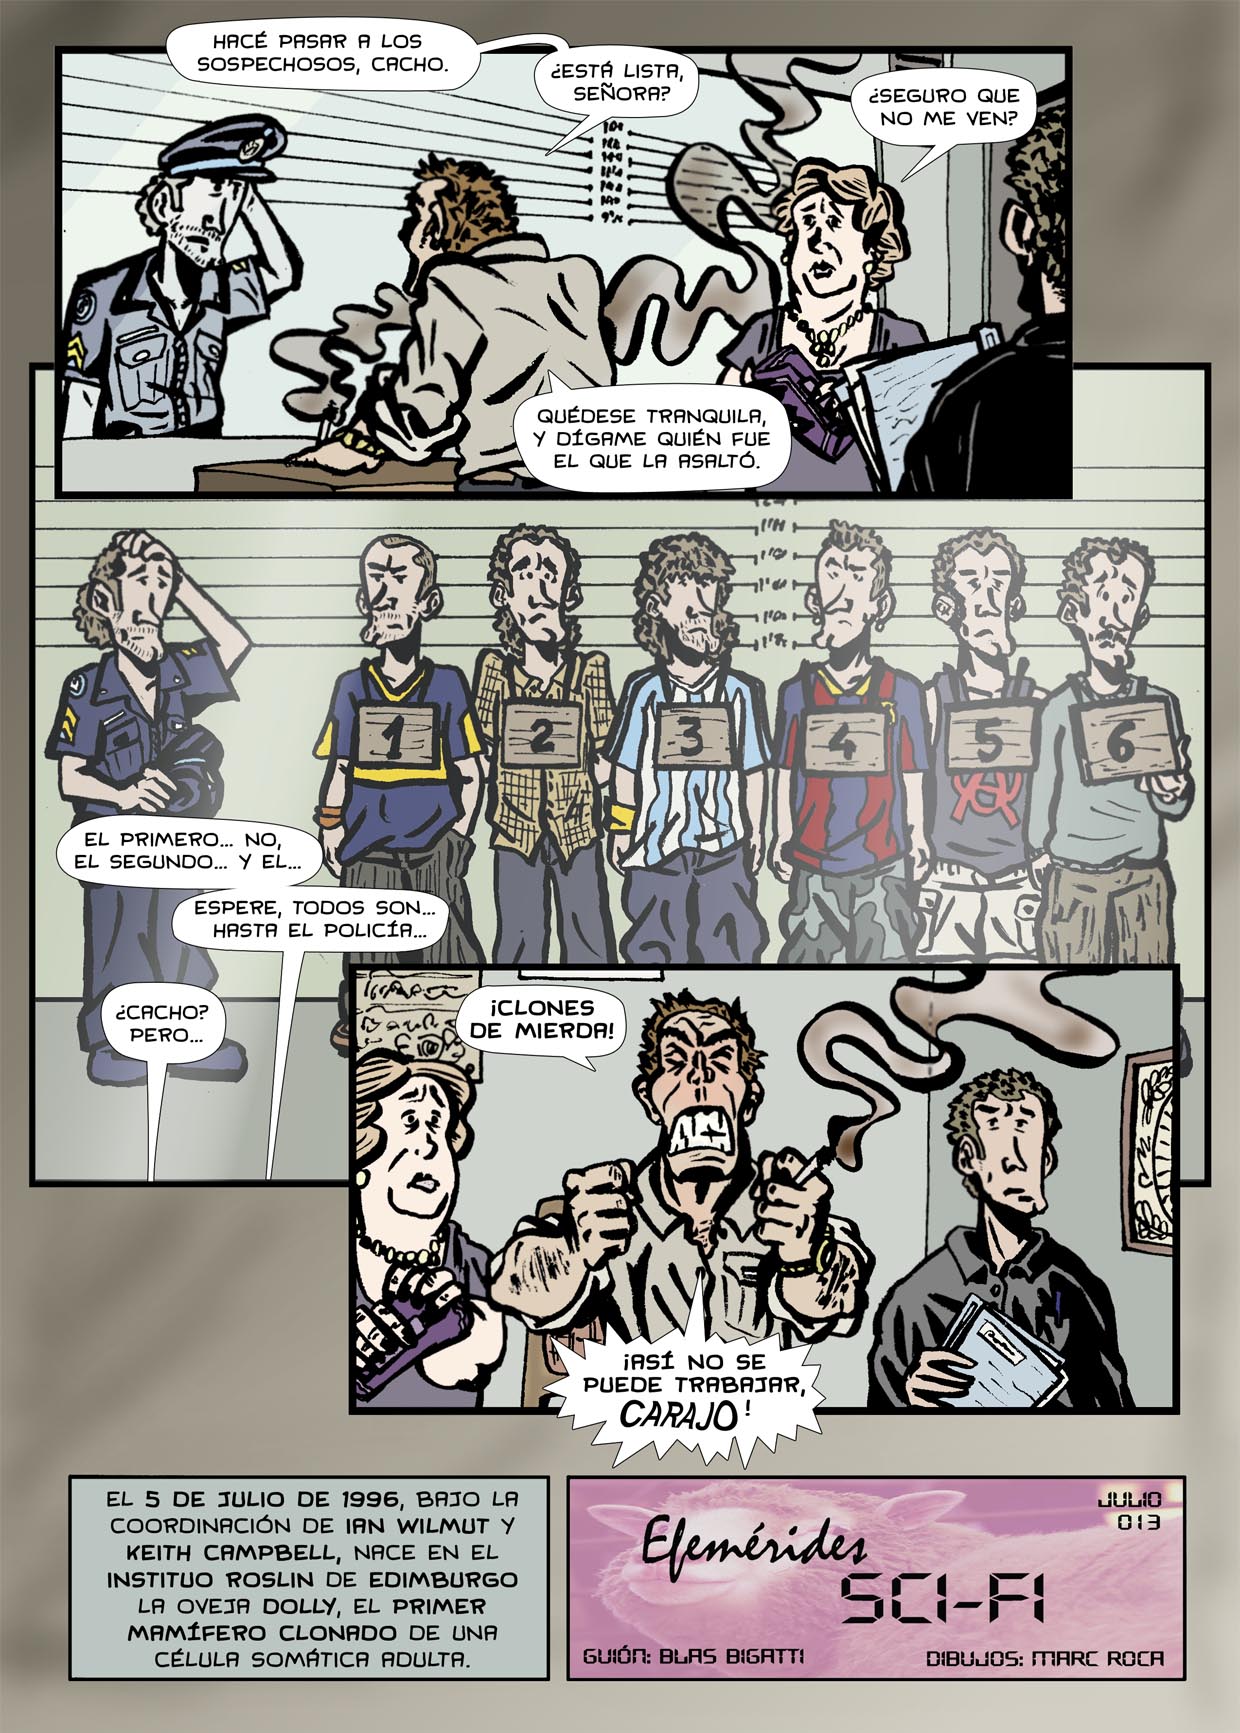 HACÉ PASAR A LOS
SOSPECHOSOS, CACHO.
¿ESTÁ LISTA,
SEÑORA?
¿SEGURO QUE
NO ME VEN?
QUÉDESE TRANQUILA,
Y DÍGAME QUIÉN FUE
EL QUE LA ASALTÓ.
1
2
3
4
5
6
EL PRIMERO... NO,
EL SEGUNDO... Y EL...
ESPERE, TODOS SON...
HASTA EL POLICÍA...
¿CACHO?
PERO...
¡CLONES
DE MIERDA!
¡ASÍ NO SE
PUEDE TRABAJAR,
CARAJO!
EL 5 DE JULIO DE 1996, BAJO LA
COORDINACIÓN DE IAN WILMUT Y
KEITH CAMPBELL, NACE EN EL
INSTITUO ROSLIN DE EDIMBURGO
LA OVEJA DOLLY, EL PRIMER
MAMÍFERO CLONADO DE UNA
CÉLULA SOMÁTICA ADULTA.
JULIO
013
Efemérides
SCI-FI
GUIÓN: BLAS BIGATTI
DIBUJOS: MARC ROCA